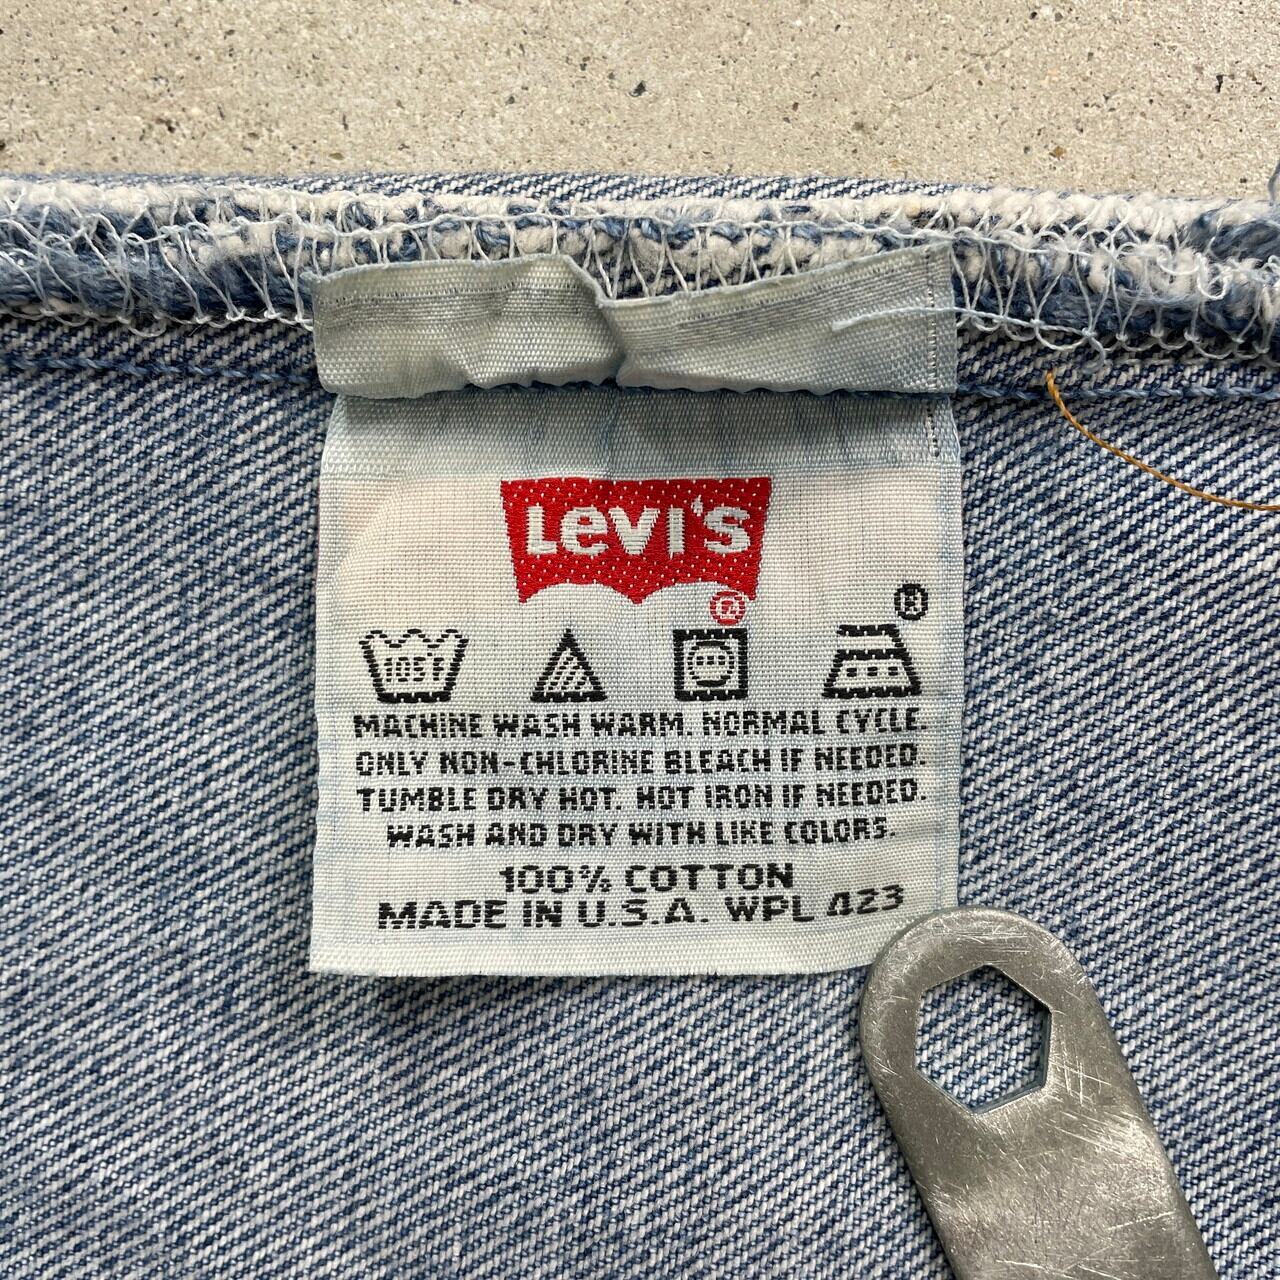 Levi's
®
®
105F
MACHINE WASH WARM. NORMAL CYCLE.
ONLY NON-CHLORINE BLEACH IF NEEDED.
TUMBLE DRY HOT. HOT IRON IF NEEDED.
WASH AND DRY WITH LIKE COLORS.
100% COTTON
MADE IN U.S.A. WPL 423